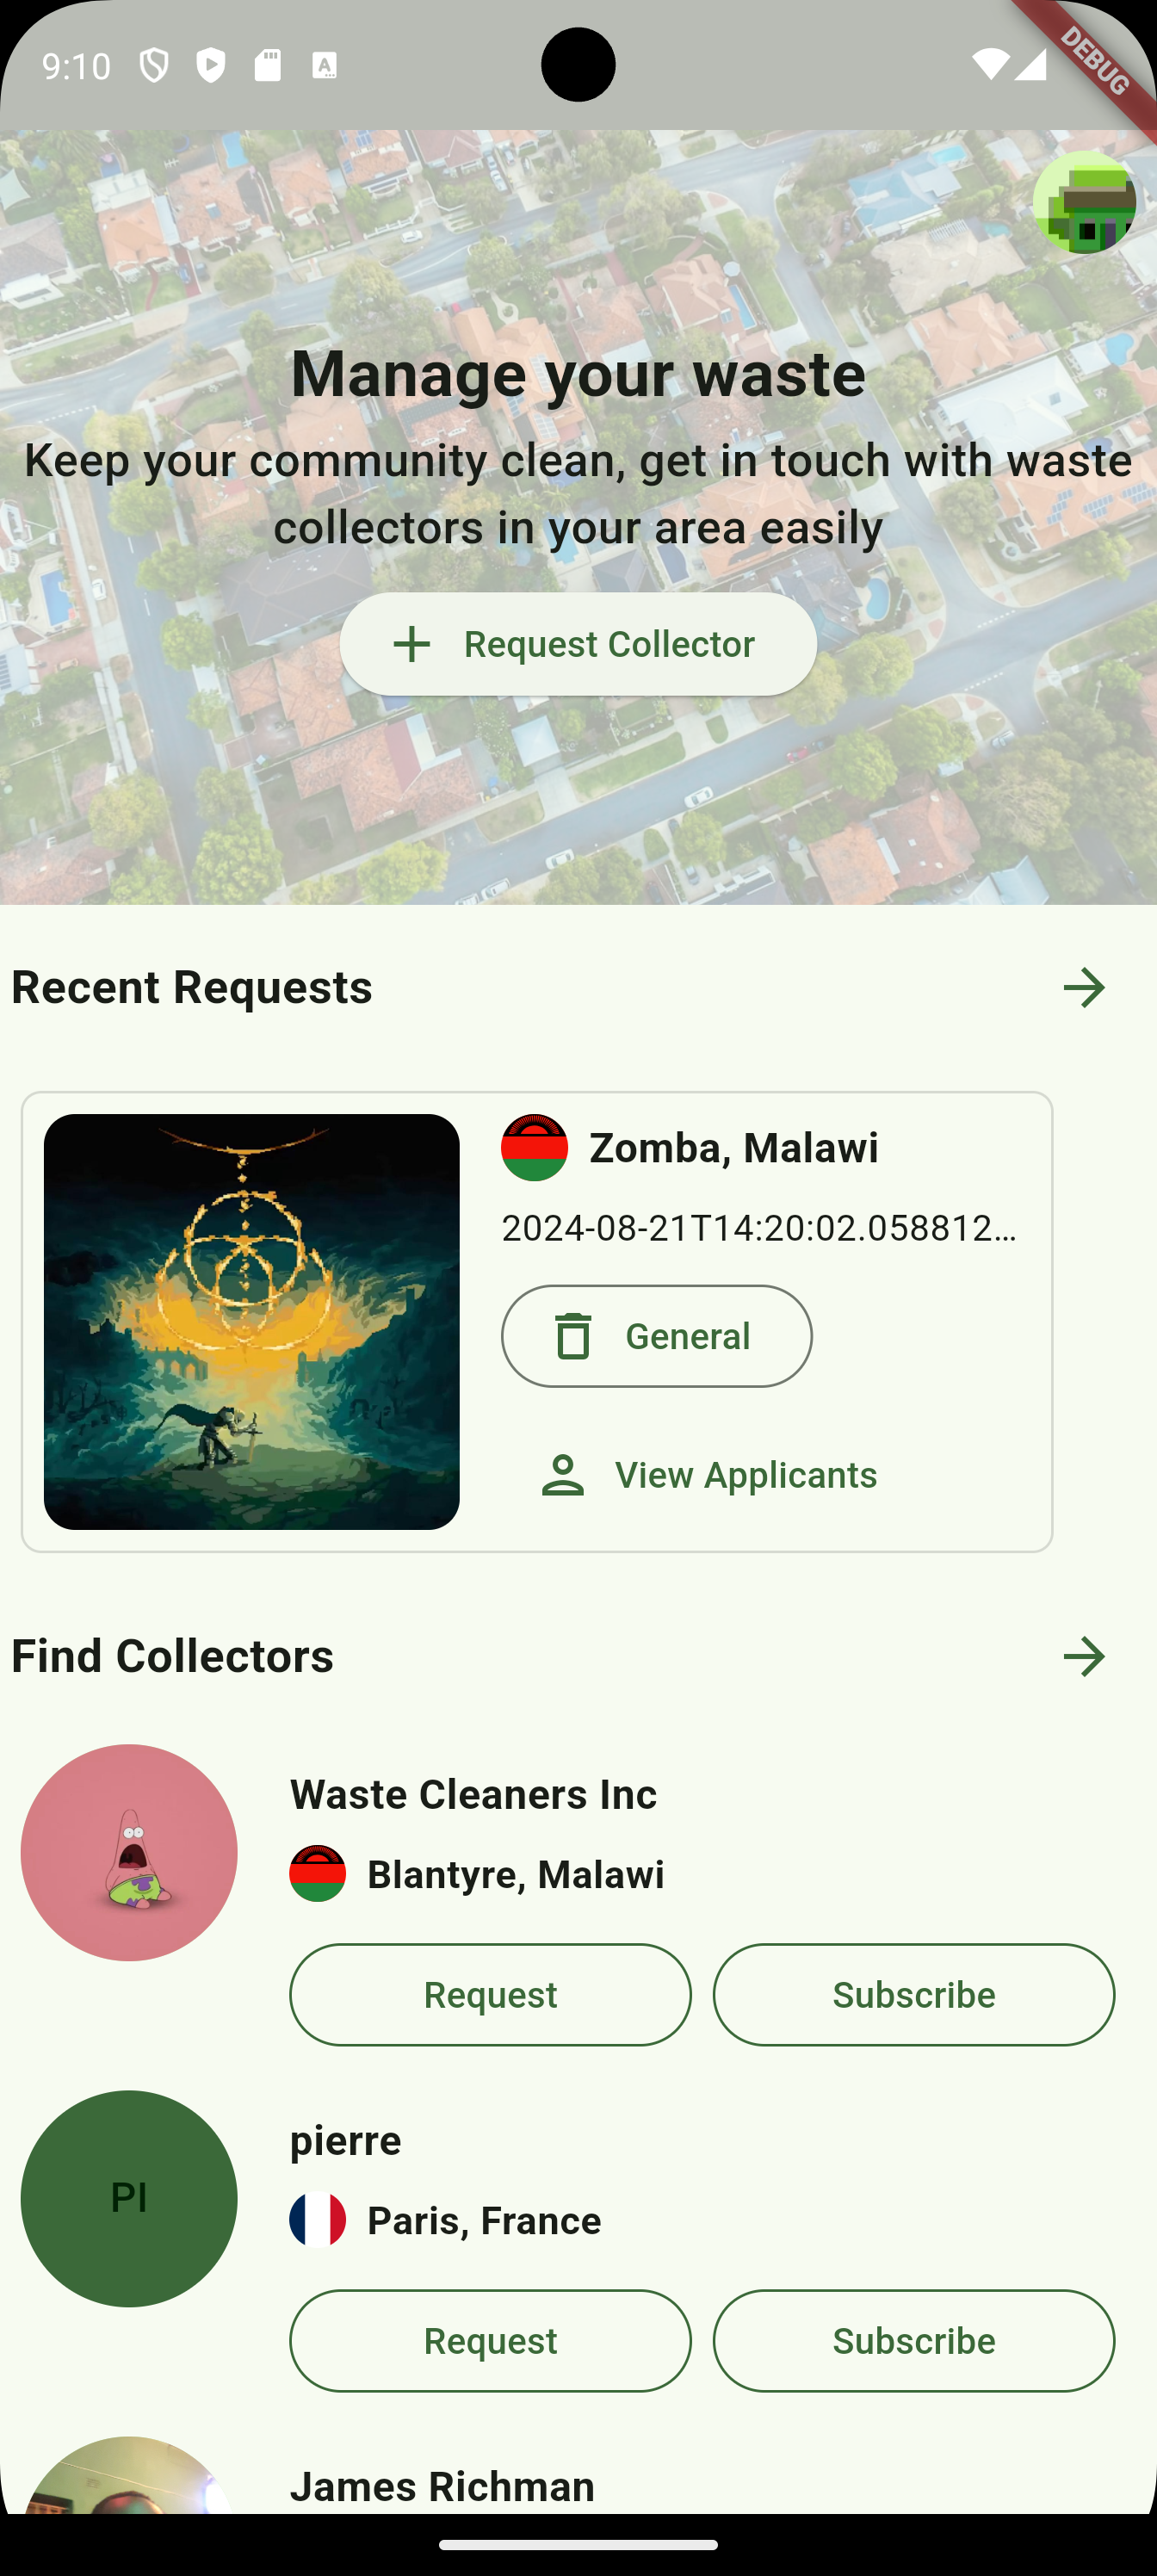 9:10
DEBUG
Manage your waste
Keep your community clean, get in touch with waste
collectors in your area easily
Request Collector
Recent Requests
Zomba, Malawi
2024-08-21T14:20:02.058812...
General
View Applicants
Find Collectors
Waste Cleaners Inc
Blantyre, Malawi
Request
Subscribe
PI
pierre
Paris, France
Request
Subscribe
James Richman